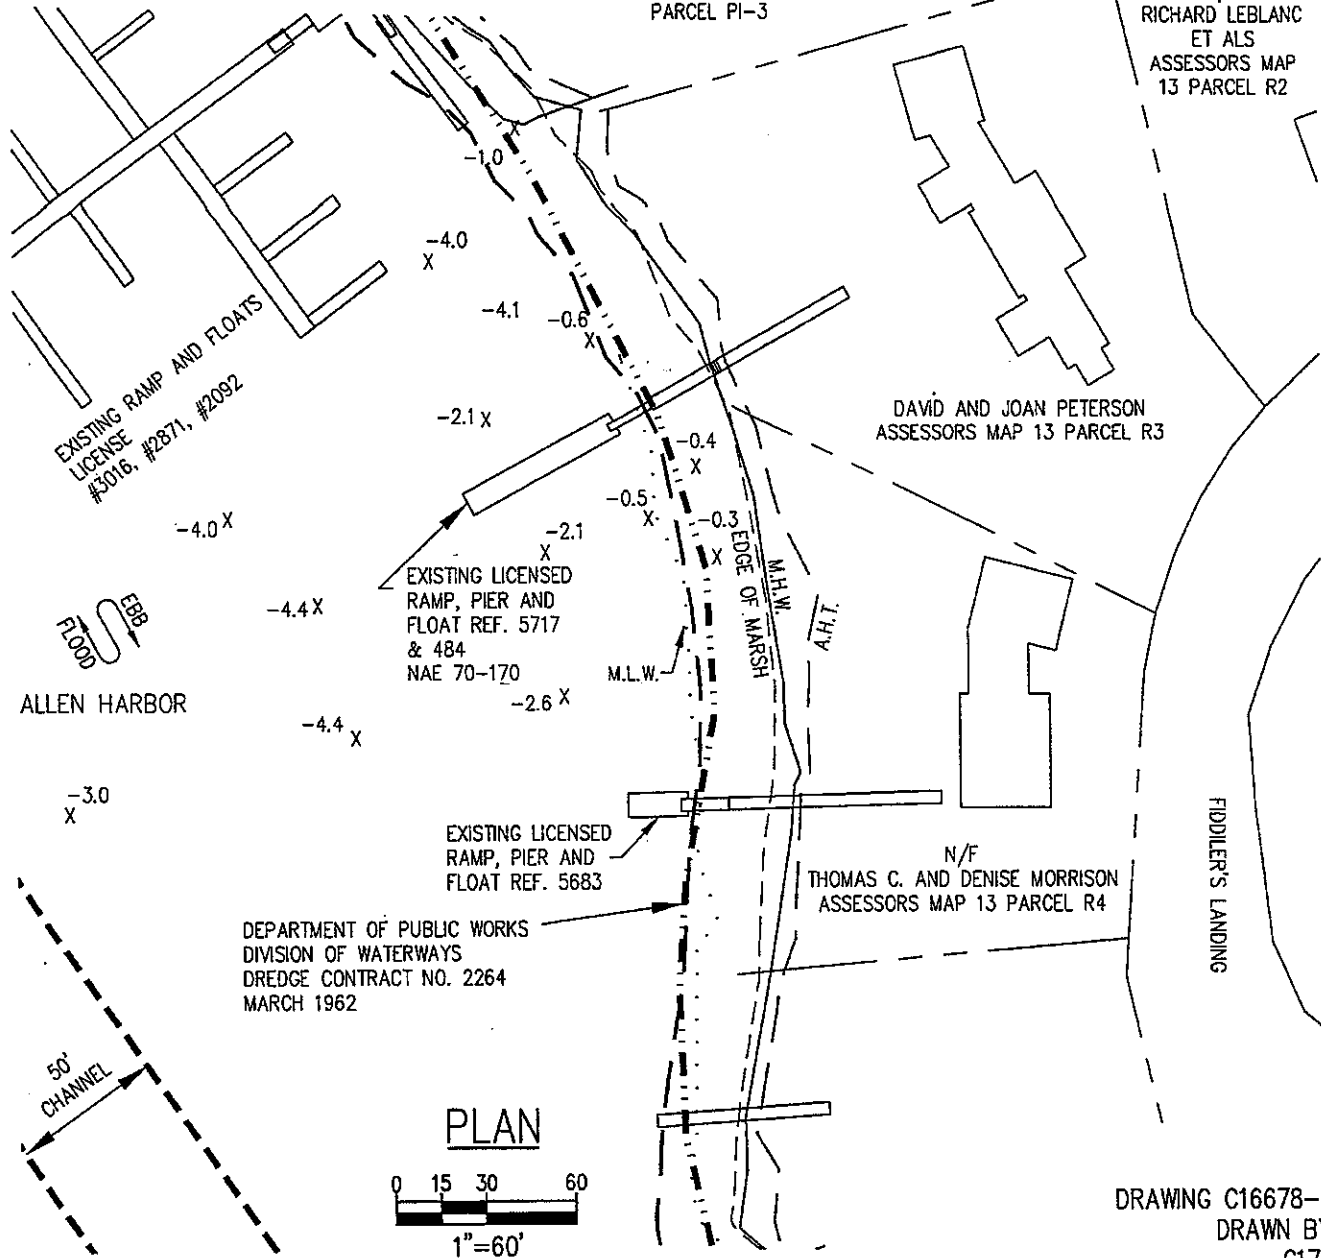 PARCEL PI-3
RICHARD LEBLANC
ET ALS
ASSESSORS MAP
13 PARCEL R2
-1.0
X
-4.0
X
-4.1
-0.6
X
EXISTING RAMP AND FLOATS
LICENSE
#3016, #2871, #2092
-2.1 X
DAVID AND JOAN PETERSON
ASSESSORS MAP 13 PARCEL R3
-0.4
X
-0.5
X
-0.3
X
-4.0 X
-2.1
X
EXISTING LICENSED
RAMP, PIER AND
FLOAT REF. 5717
& 484
NAE 70-170
EDGE OF MARSH
M.H.W.
A.H.T.
FLOOD
EBB
-4.4 X
M.L.W.
ALLEN HARBOR
-2.6 X
-4.4 X
-3.0
X
EXISTING LICENSED
RAMP, PIER AND
FLOAT REF. 5683
N/F
THOMAS C. AND DENISE MORRISON
ASSESSORS MAP 13 PARCEL R4
FIDDLER'S LANDING
DEPARTMENT OF PUBLIC WORKS
DIVISION OF WATERWAYS
DREDGE CONTRACT NO. 2264
MARCH 1962
50'
CHANNEL
PLAN
0 15 30 60
1"=60'
DRAWING C16678-
DRAWN BY